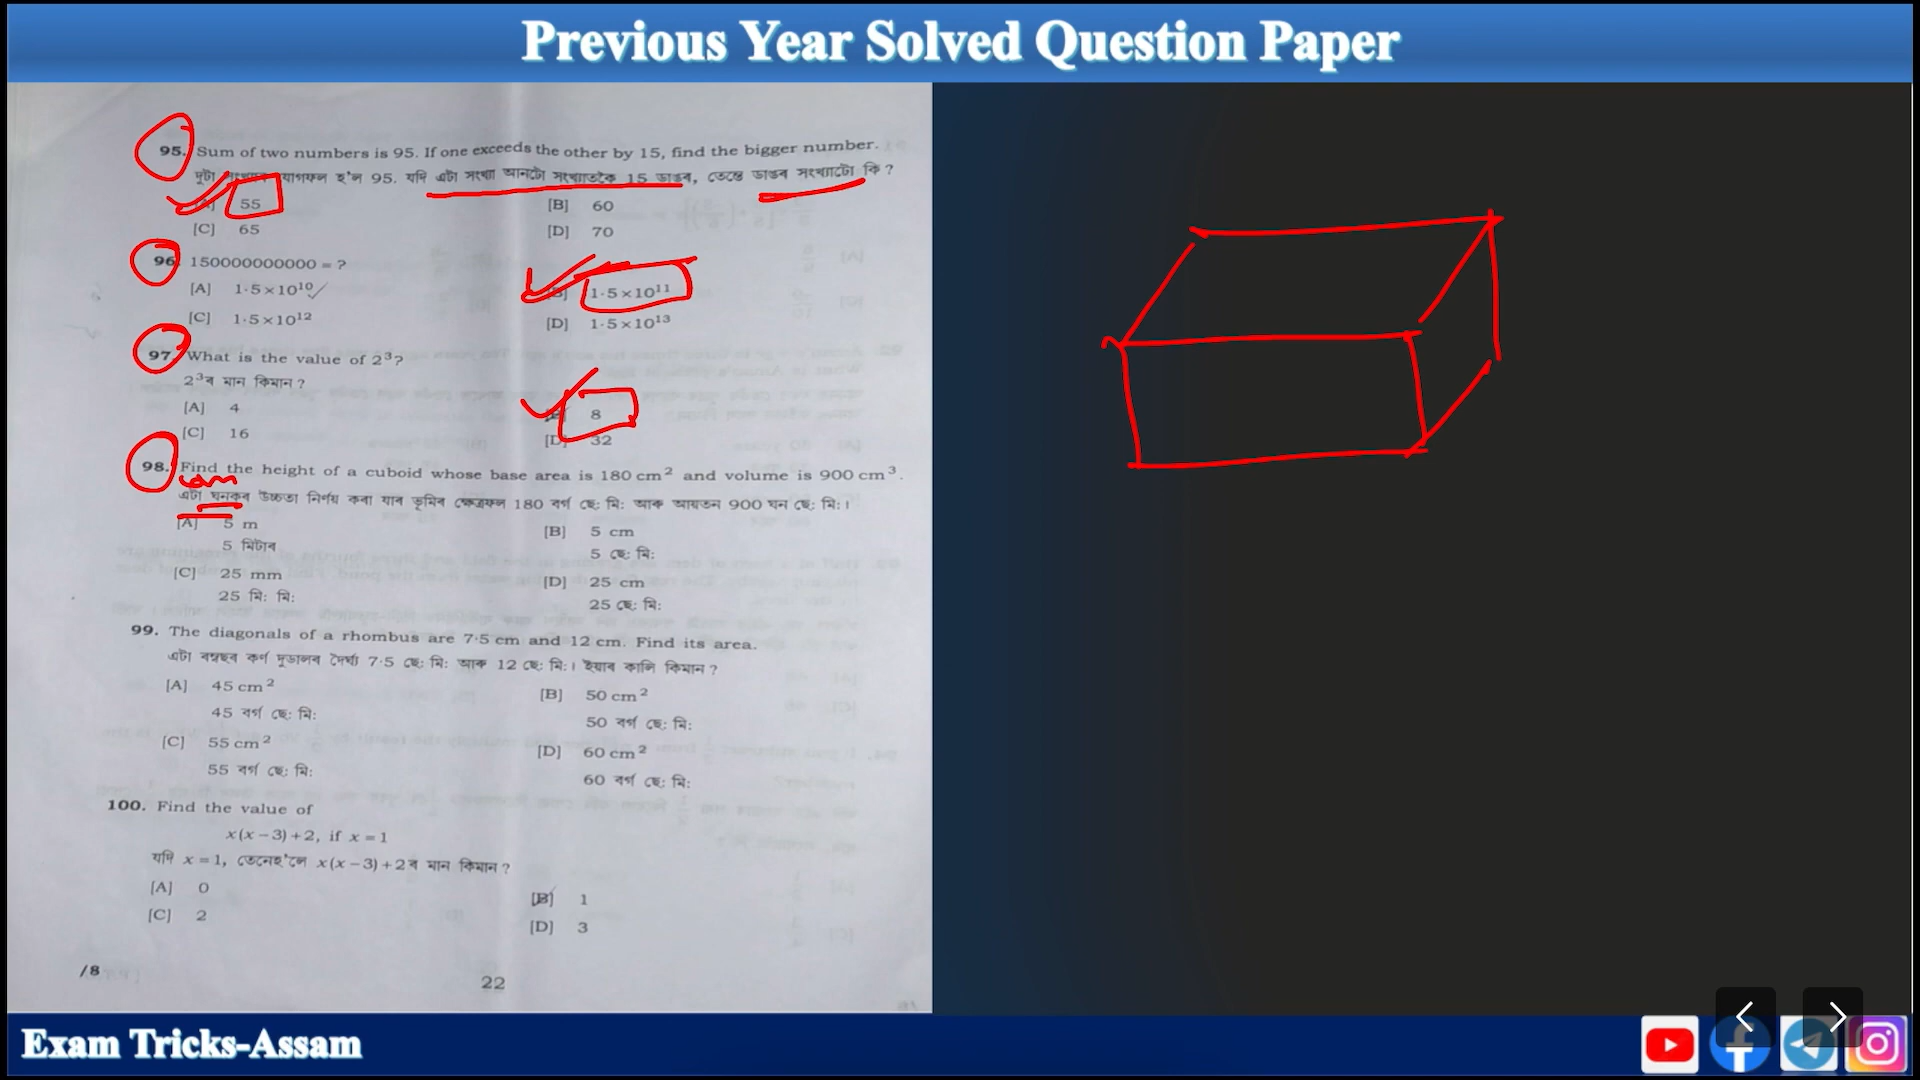 Previous Year Solved Question Paper
95. Sum of two numbers is 95. If one exceeds the other by 15, find the bigger number.
দুটা সংখ্যাৰ যোগফল হ'ল 95. যদি এটা সংখ্যা আনটো সংখ্যাতকৈ 15 ডাঙৰ, তেন্তে ডাঙৰ সংখ্যাটো কি ?
[A] 55 [B] 60
[C] 65 [D] 70
96. 150000000000 = ?
[A] 1·5×10¹⁰ [B] 1·5×10¹¹
[C] 1·5×10¹² [D] 1·5×10¹³
97. What is the value of 2³?
2³ৰ মান কিমান ?
[A] 4 [B] 8
[C] 16 [D] 32
98. Find the height of a cuboid whose base area is 180 cm² and volume is 900 cm³.
এটা ঘনকৰ উচ্চতা নিৰ্ণয় কৰা যাৰ ভূমিৰ ক্ষেত্ৰফল 180 বৰ্গ ছে: মি: আৰু আয়তন 900 ঘন ছে: মি: ।
[A] 5 m [B] 5 cm
5 মিটাৰ 5 ছে: মি:
[C] 25 mm [D] 25 cm
25 মি: মি: 25 ছে: মি:
99. The diagonals of a rhombus are 7·5 cm and 12 cm. Find its area.
এটা ৰম্বছৰ কৰ্ণ দুডালৰ দৈৰ্ঘ্য 7·5 ছে: মি: আৰু 12 ছে: মি: । ইয়াৰ কালি কিমান ?
[A] 45 cm² [B] 50 cm²
45 বৰ্গ ছে: মি: 50 বৰ্গ ছে: মি:
[C] 55 cm² [D] 60 cm²
55 বৰ্গ ছে: মি: 60 বৰ্গ ছে: মি:
100. Find the value of
x(x − 3) + 2, if x = 1
যদি x = 1, তেনেহ'লে x(x − 3) + 2ৰ মান কিমান ?
[A] 0 [B] 1
[C] 2 [D] 3
/8
22
Exam Tricks-Assam